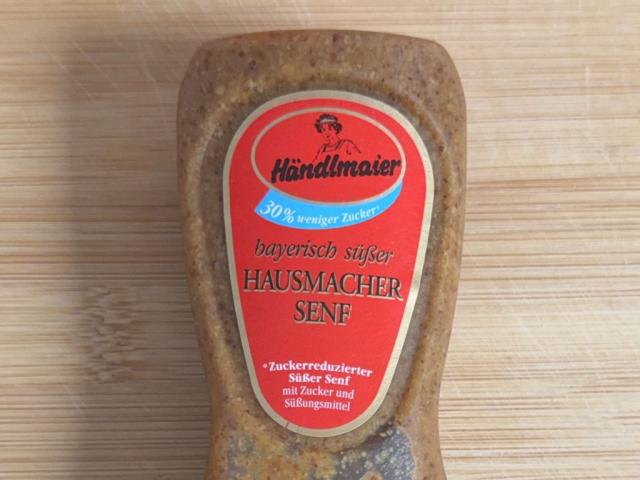 Händlmaier
30% weniger Zucker°
bayerisch süßer
HAUSMACHER
SENF
°Zuckerreduzierter
Süßer Senf
mit Zucker und
Süßungsmittel